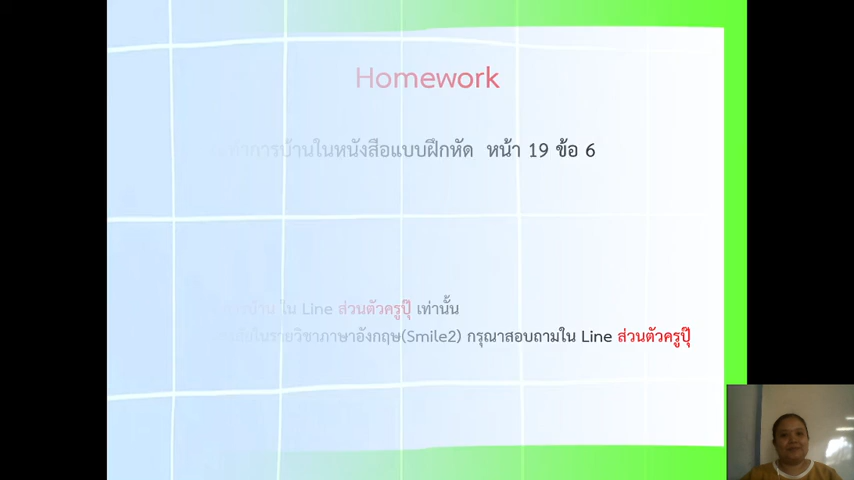 Homework
การบ้านในหนังสือแบบฝึกหัด หน้า 19 ข้อ 6
ใน Line ส่วนตัวครูปุ๊ เท่านั้น
ในรายวิชาภาษาอังกฤษ(Smile2) กรุณาสอบถามใน Line ส่วนตัวครูปุ๊